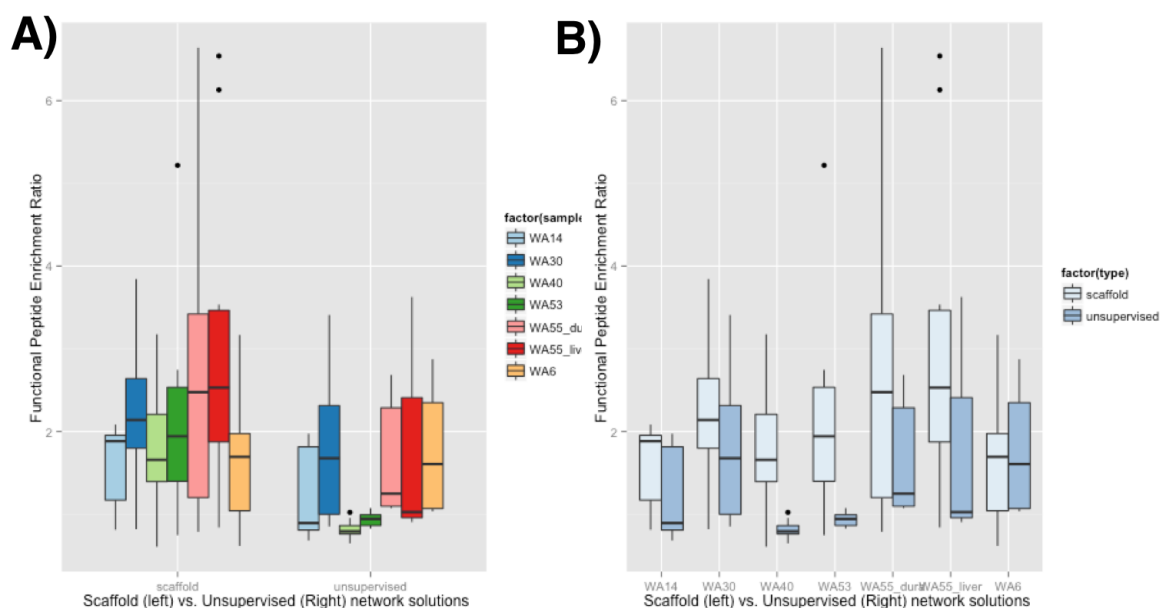 A)
Functional Peptide Enrichment Ratio
6
4
2
scaffold
unsupervised
Scaffold (left) vs. Unsupervised (Right) network solutions
factor(sample
WA14
WA30
WA40
WA53
WA55_du
WA55_liv
WA6
B)
Functional Peptide Enrichment Ratio
6
4
2
WA14
WA30
WA40
WA53
WA55_dura
WA55_liver
WA6
Scaffold (left) vs. Unsupervised (Right) network solutions
factor(type)
scaffold
unsupervised